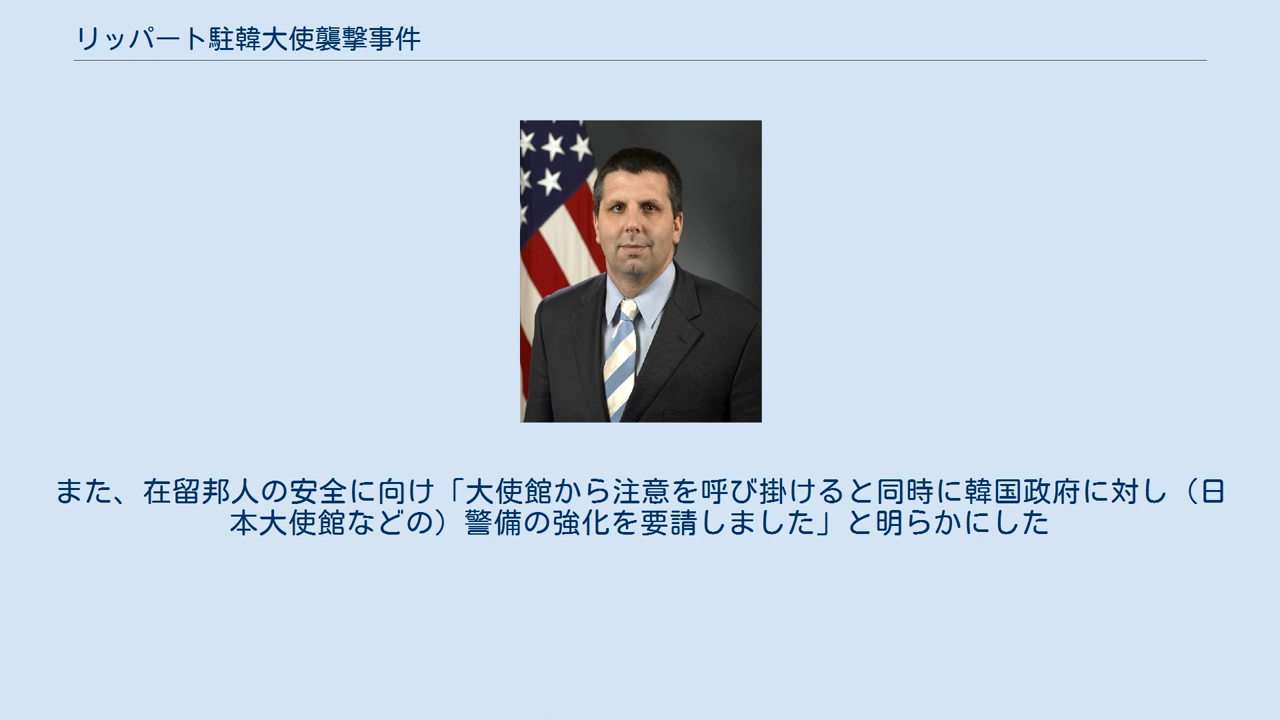 リッパート駐韓大使襲撃事件
また、在留邦人の安全に向け「大使館から注意を呼び掛けると同時に韓国政府に対し（日
本大使館などの）警備の強化を要請しました」と明らかにした